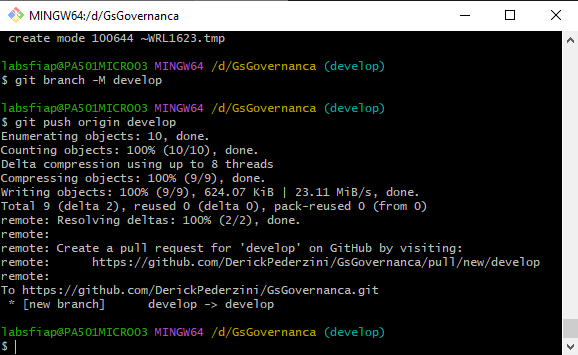 MINGW64:/d/GsGovernanca
create mode 100644 ~WRL1623.tmp
labsfiap@PA501MICRO03 MINGW64 /d/GsGovernanca (develop)
$ git branch -M develop
labsfiap@PA501MICRO03 MINGW64 /d/GsGovernanca (develop)
$ git push origin develop
Enumerating objects: 10, done.
Counting objects: 100% (10/10), done.
Delta compression using up to 8 threads
Compressing objects: 100% (9/9), done.
Writing objects: 100% (9/9), 624.07 KiB | 23.11 MiB/s, done.
Total 9 (delta 2), reused 0 (delta 0), pack-reused 0 (from 0)
remote: Resolving deltas: 100% (2/2), done.
remote:
remote: Create a pull request for 'develop' on GitHub by visiting:
remote:      https://github.com/DerickPederzini/GsGovernanca/pull/new/develop
remote:
To https://github.com/DerickPederzini/GsGovernanca.git
 * [new branch]      develop -> develop
labsfiap@PA501MICRO03 MINGW64 /d/GsGovernanca (develop)
$